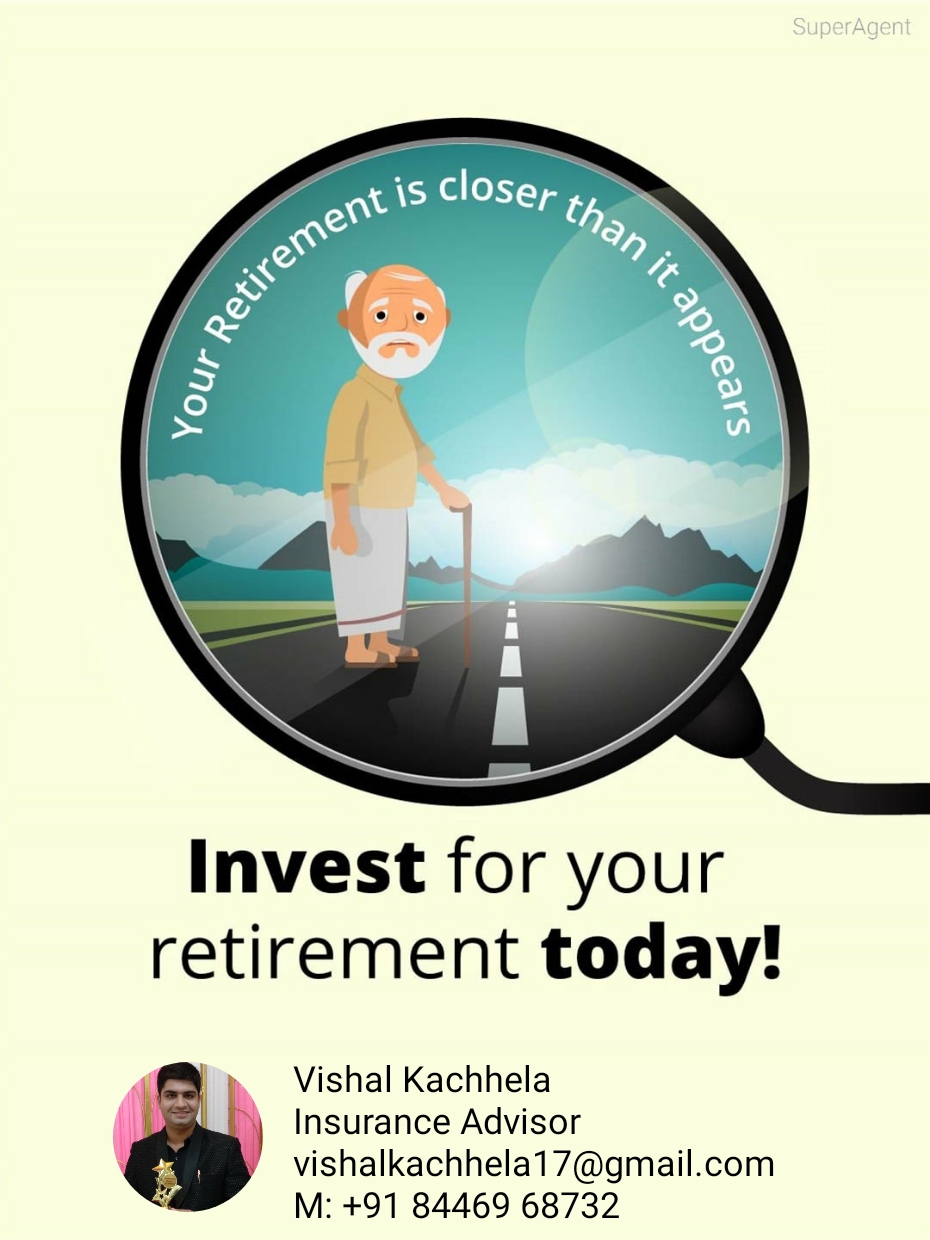 SuperAgent
Your Retirement is closer than it appears
Invest for your
retirement today!
Vishal Kachhela
Insurance Advisor
vishalkachhela17@gmail.com
M: +91 84469 68732